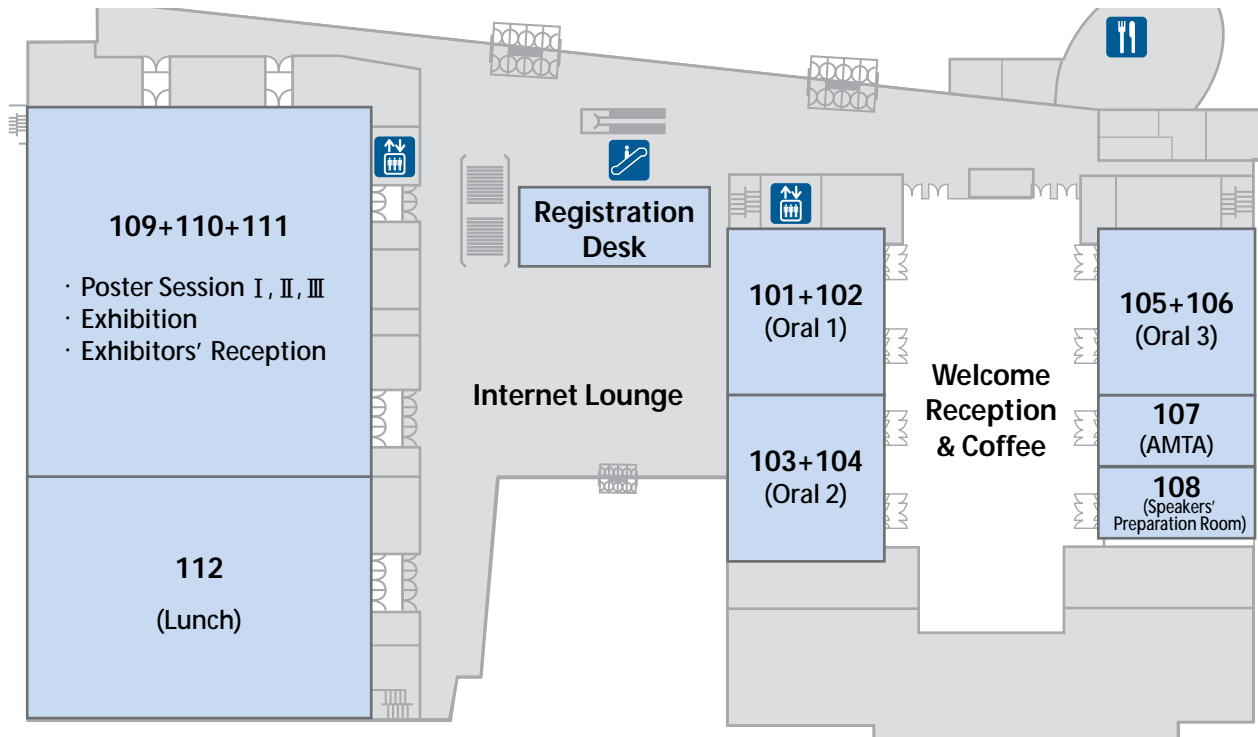 109+110+111
· Poster Session Ⅰ, Ⅱ, Ⅲ
· Exhibition
· Exhibitors’ Reception
112
(Lunch)
Registration
Desk
Internet Lounge
101+102
(Oral 1)
103+104
(Oral 2)
Welcome
Reception
& Coffee
105+106
(Oral 3)
107
(AMTA)
108
(Speakers’
Preparation Room)